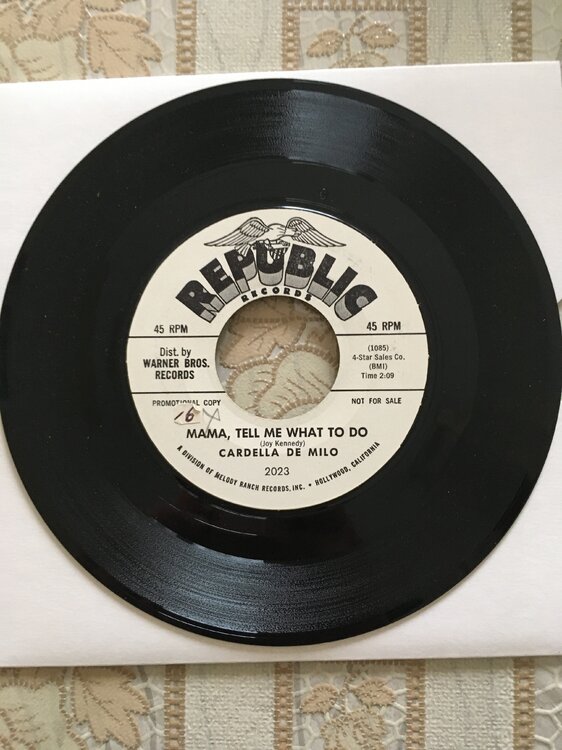 REPUBLIC
RECORDS
45 RPM
45 RPM
Dist. by
WARNER BROS.
RECORDS
(1085)
4-Star Sales Co.
(BMI)
Time 2:09
PROMOTIONAL COPY
NOT FOR SALE
16 X
MAMA, TELL ME WHAT TO DO
(Joy Kennedy)
CARDELLA DE MILO
2023
A DIVISION OF MELODY RANCH RECORDS, INC. • HOLLYWOOD, CALIFORNIA